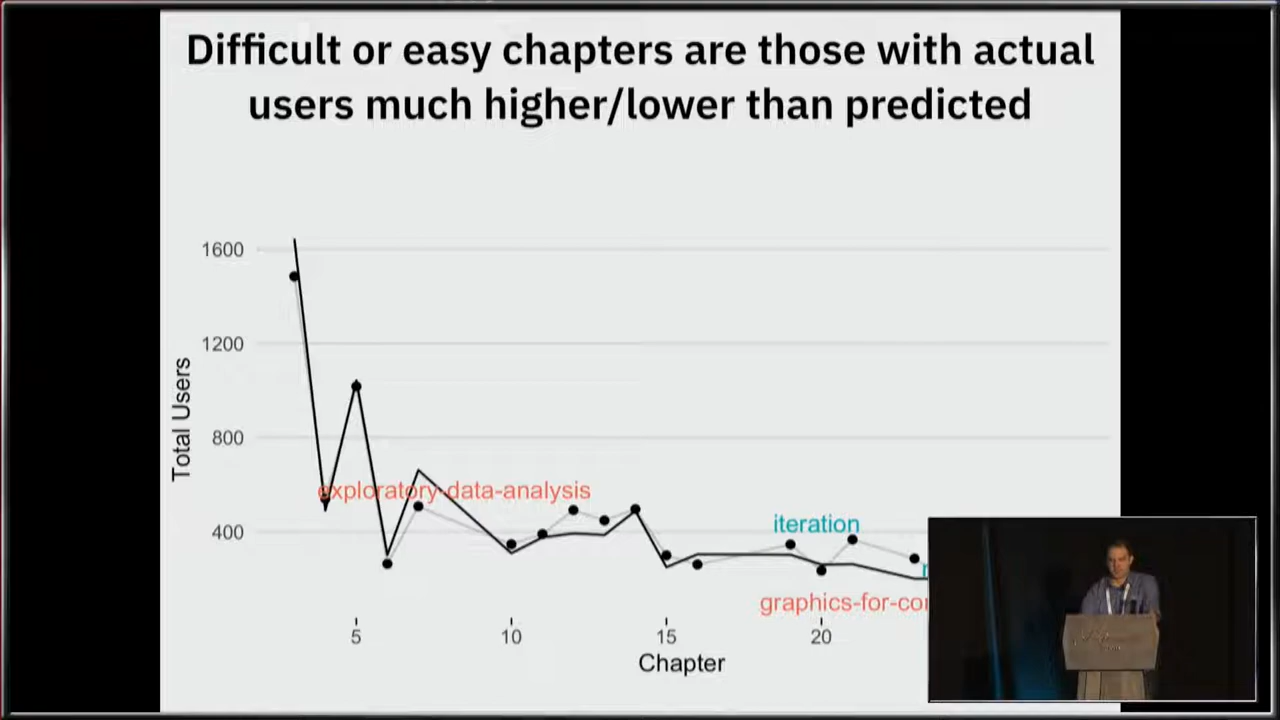 Difficult or easy chapters are those with actual
users much higher/lower than predicted
1600
1200
800
400
Total Users
exploratory-data-analysis
iteration
graphics-for-con
5
10
15
20
Chapter